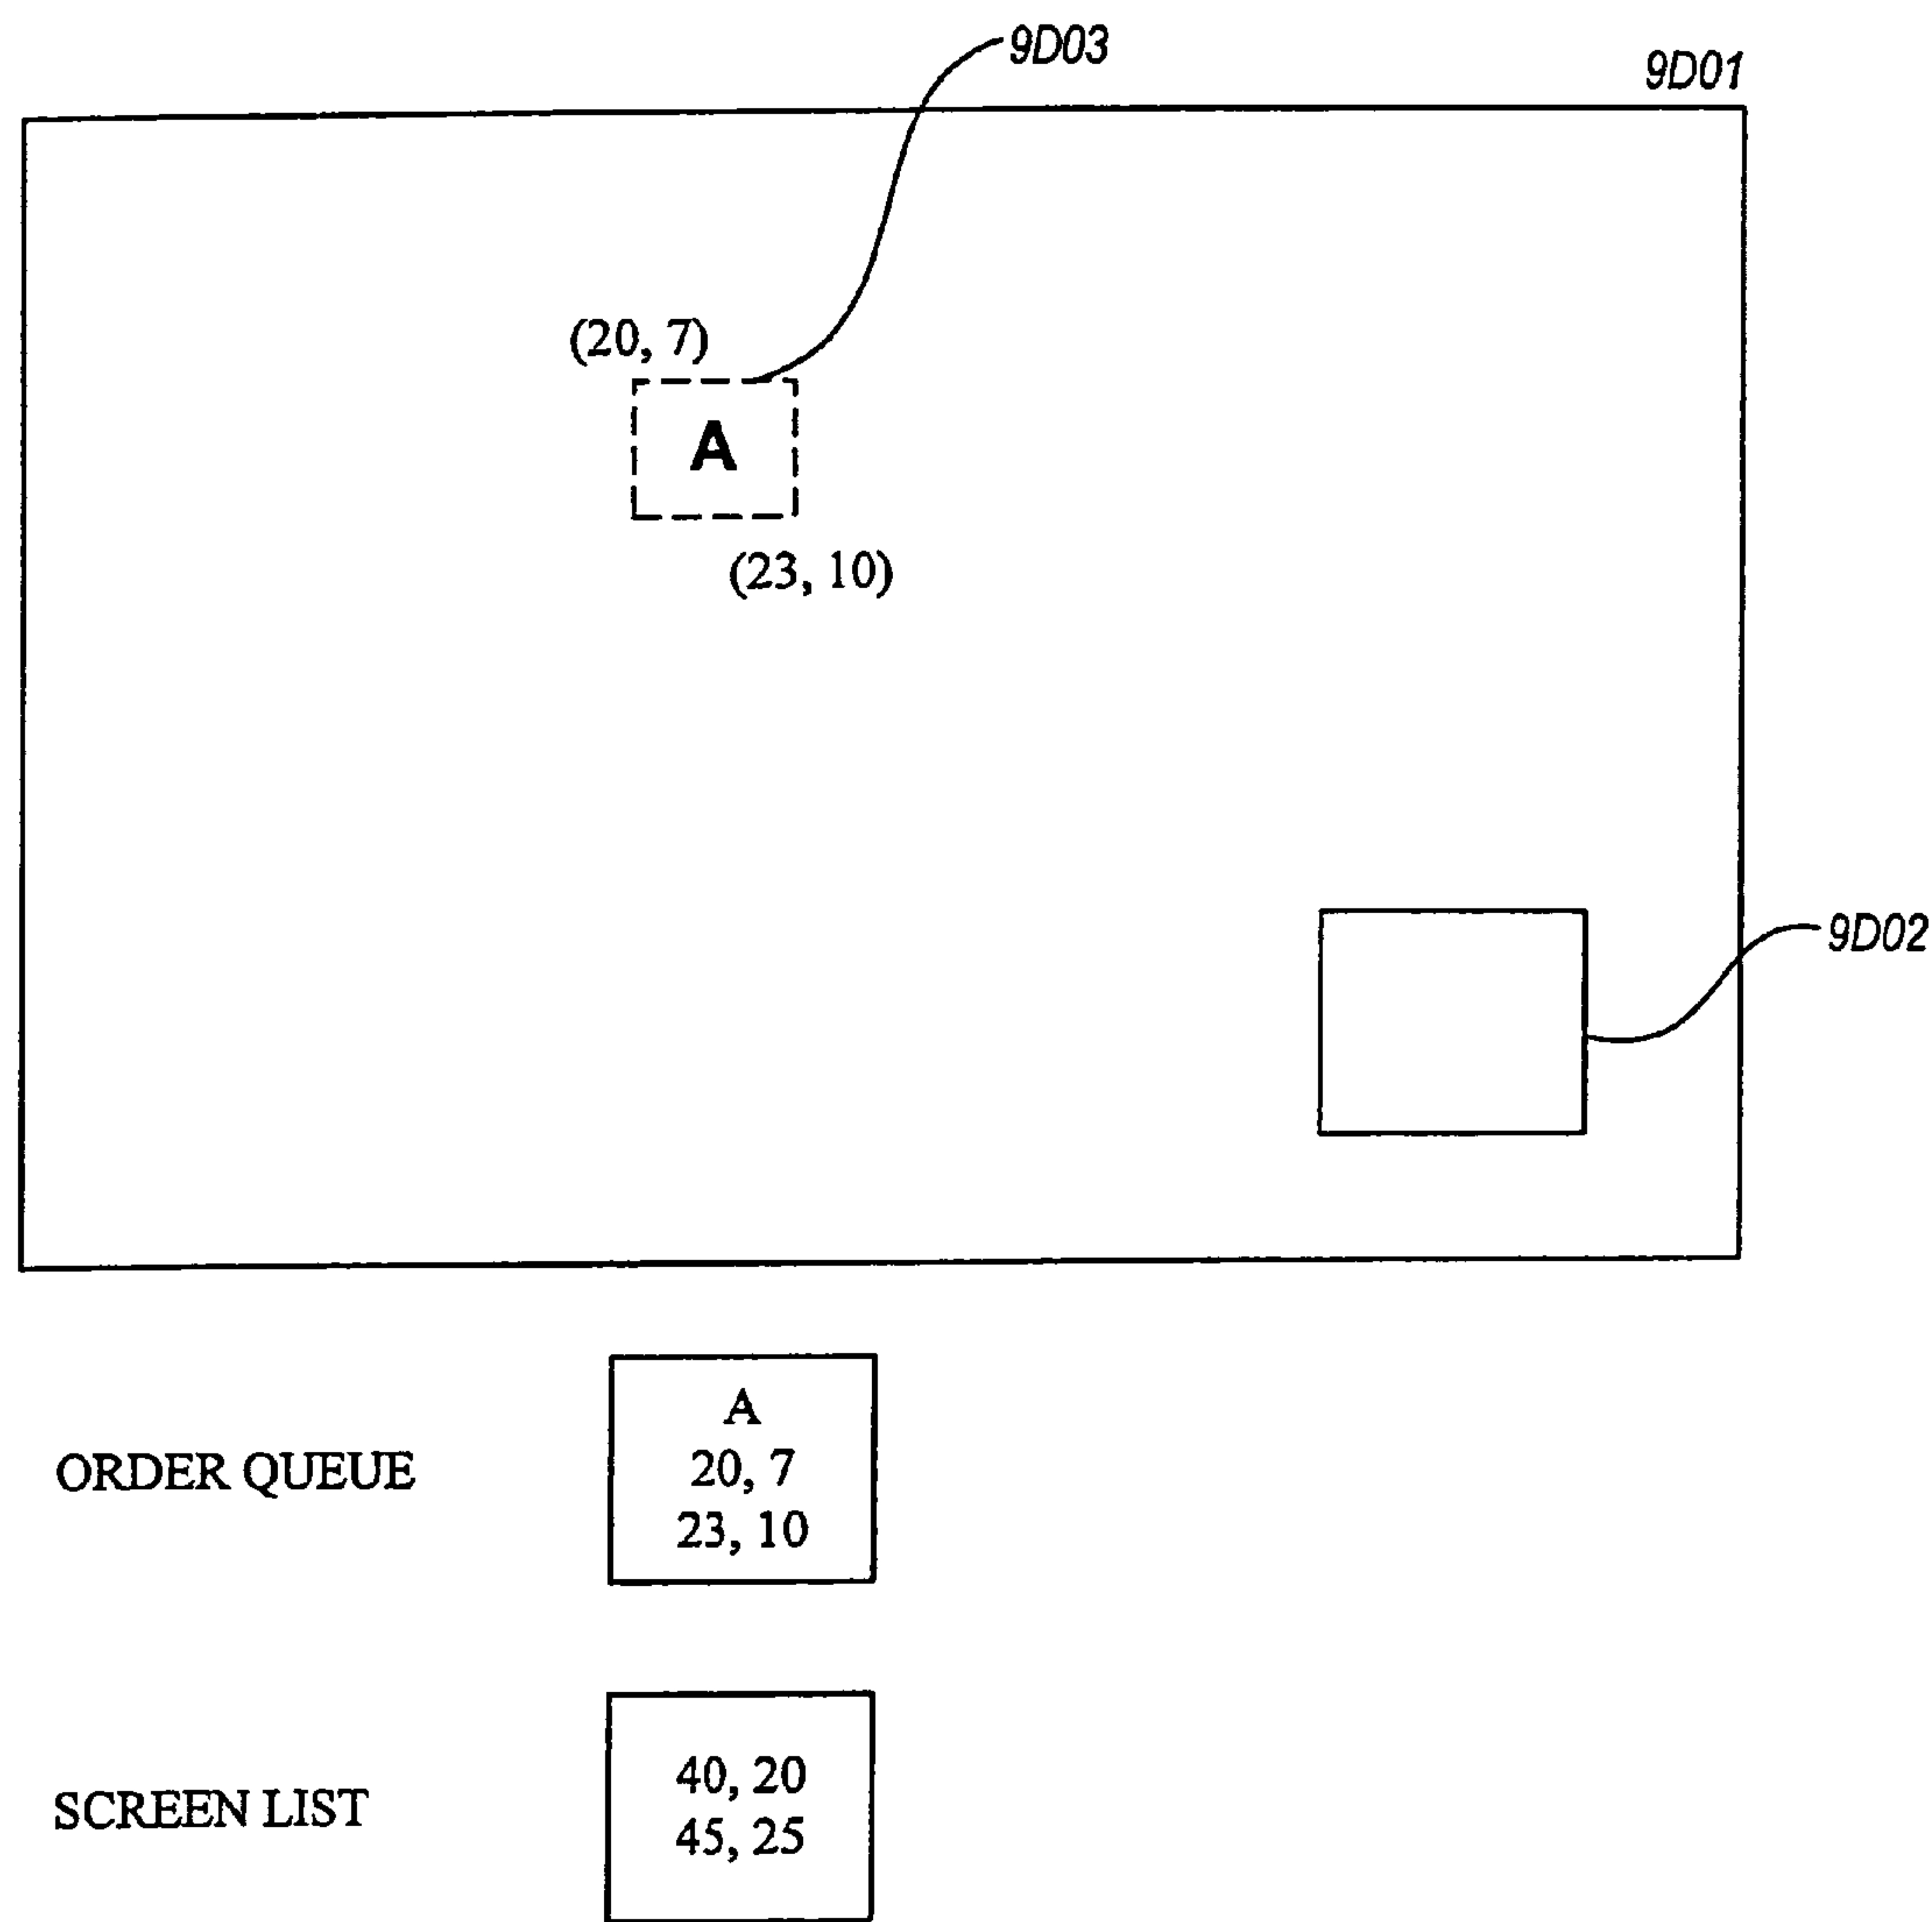 9D03
9D01
(20, 7)
A
(23, 10)
9D02
A
ORDER QUEUE
20, 7
23, 10
40, 20
SCREEN LIST
45, 25